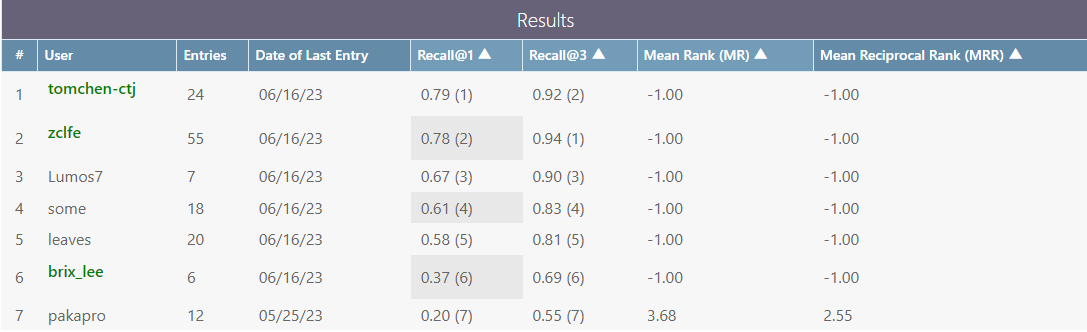 Results
# User Entries Date of Last Entry Recall@1 ▲ Recall@3 ▲ Mean Rank (MR) ▲ Mean Reciprocal Rank (MRR) ▲
1 tomchen-ctj 24 06/16/23 0.79 (1) 0.92 (2) -1.00 -1.00
2 zclfe 55 06/16/23 0.78 (2) 0.94 (1) -1.00 -1.00
3 Lumos7 7 06/16/23 0.67 (3) 0.90 (3) -1.00 -1.00
4 some 18 06/16/23 0.61 (4) 0.83 (4) -1.00 -1.00
5 leaves 20 06/16/23 0.58 (5) 0.81 (5) -1.00 -1.00
6 brix_lee 6 06/16/23 0.37 (6) 0.69 (6) -1.00 -1.00
7 pakapro 12 05/25/23 0.20 (7) 0.55 (7) 3.68 2.55